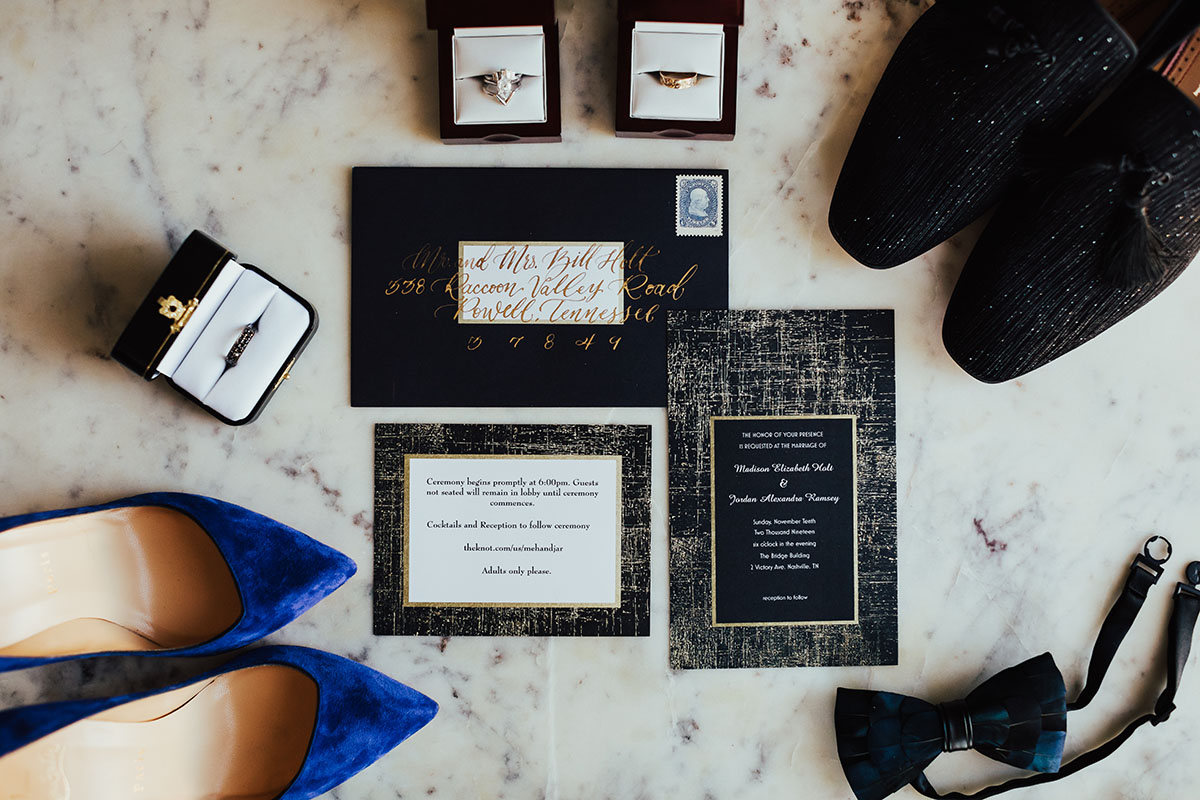 Mr. and Mrs. Bill Holt
538 Raccoon Valley Road
Powell, Tennessee
3 7 8 4 9
THE HONOR OF YOUR PRESENCE
IS REQUESTED AT THE MARRIAGE OF
Madison Elizabeth Holt
&
Jordan Alexandra Ramsey
Sunday, November Tenth
Two Thousand Nineteen
six o'clock in the evening
The Bridge Building
2 Victory Ave, Nashville, TN
reception to follow
Ceremony begins promptly at 6:00pm. Guests
not seated will remain in lobby until ceremony
commences.
Cocktails and Reception to follow ceremony
theknot.com/us/mehandjar
Adults only please.